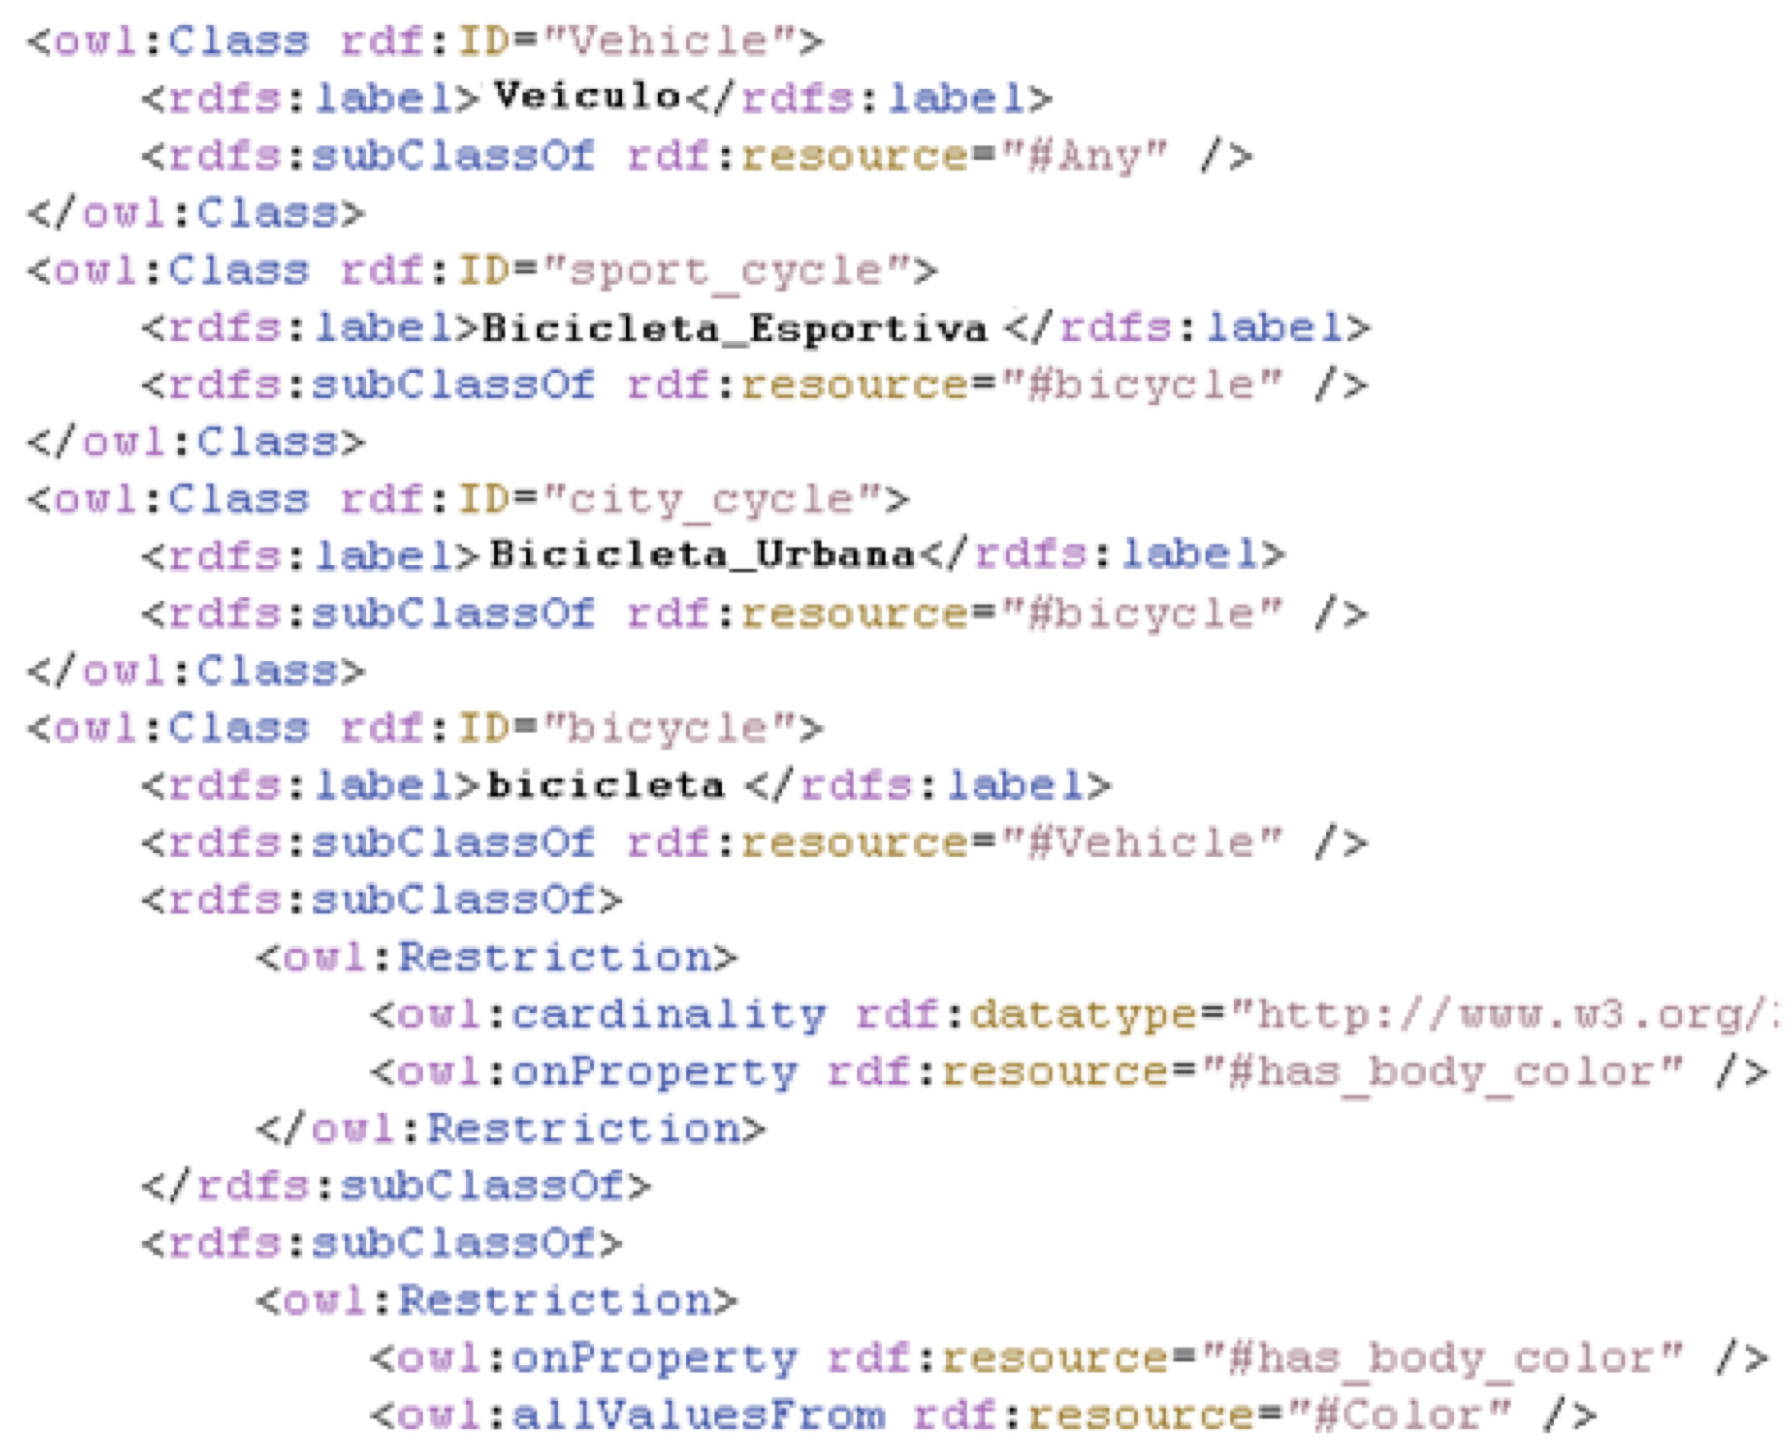 <owl:Class rdf:ID="Vehicle">
<rdfs:label>Veiculo</rdfs:label>
<rdfs:subClassOf rdf:resource="#Any" />
</owl:Class>
<owl:Class rdf:ID="sport_cycle">
<rdfs:label>Bicicleta_Esportiva </rdfs:label>
<rdfs:subClassOf rdf:resource="#bicycle" />
</owl:Class>
<owl:Class rdf:ID="city_cycle">
<rdfs:label>Bicicleta_Urbana</rdfs:label>
<rdfs:subClassOf rdf:resource="#bicycle" />
</owl:Class>
<owl:Class rdf:ID="bicycle">
<rdfs:label>bicicleta </rdfs:label>
<rdfs:subClassOf rdf:resource="#Vehicle" />
<rdfs:subClassOf>
<owl:Restriction>
<owl:cardinality rdf:datatype="http://www.w3.org/
<owl:onProperty rdf:resource="#has_body_color" />
</owl:Restriction>
</rdfs:subClassOf>
<rdfs:subClassOf>
<owl:Restriction>
<owl:onProperty rdf:resource="#has_body_color" />
<owl:allValuesFrom rdf:resource="#Color" />